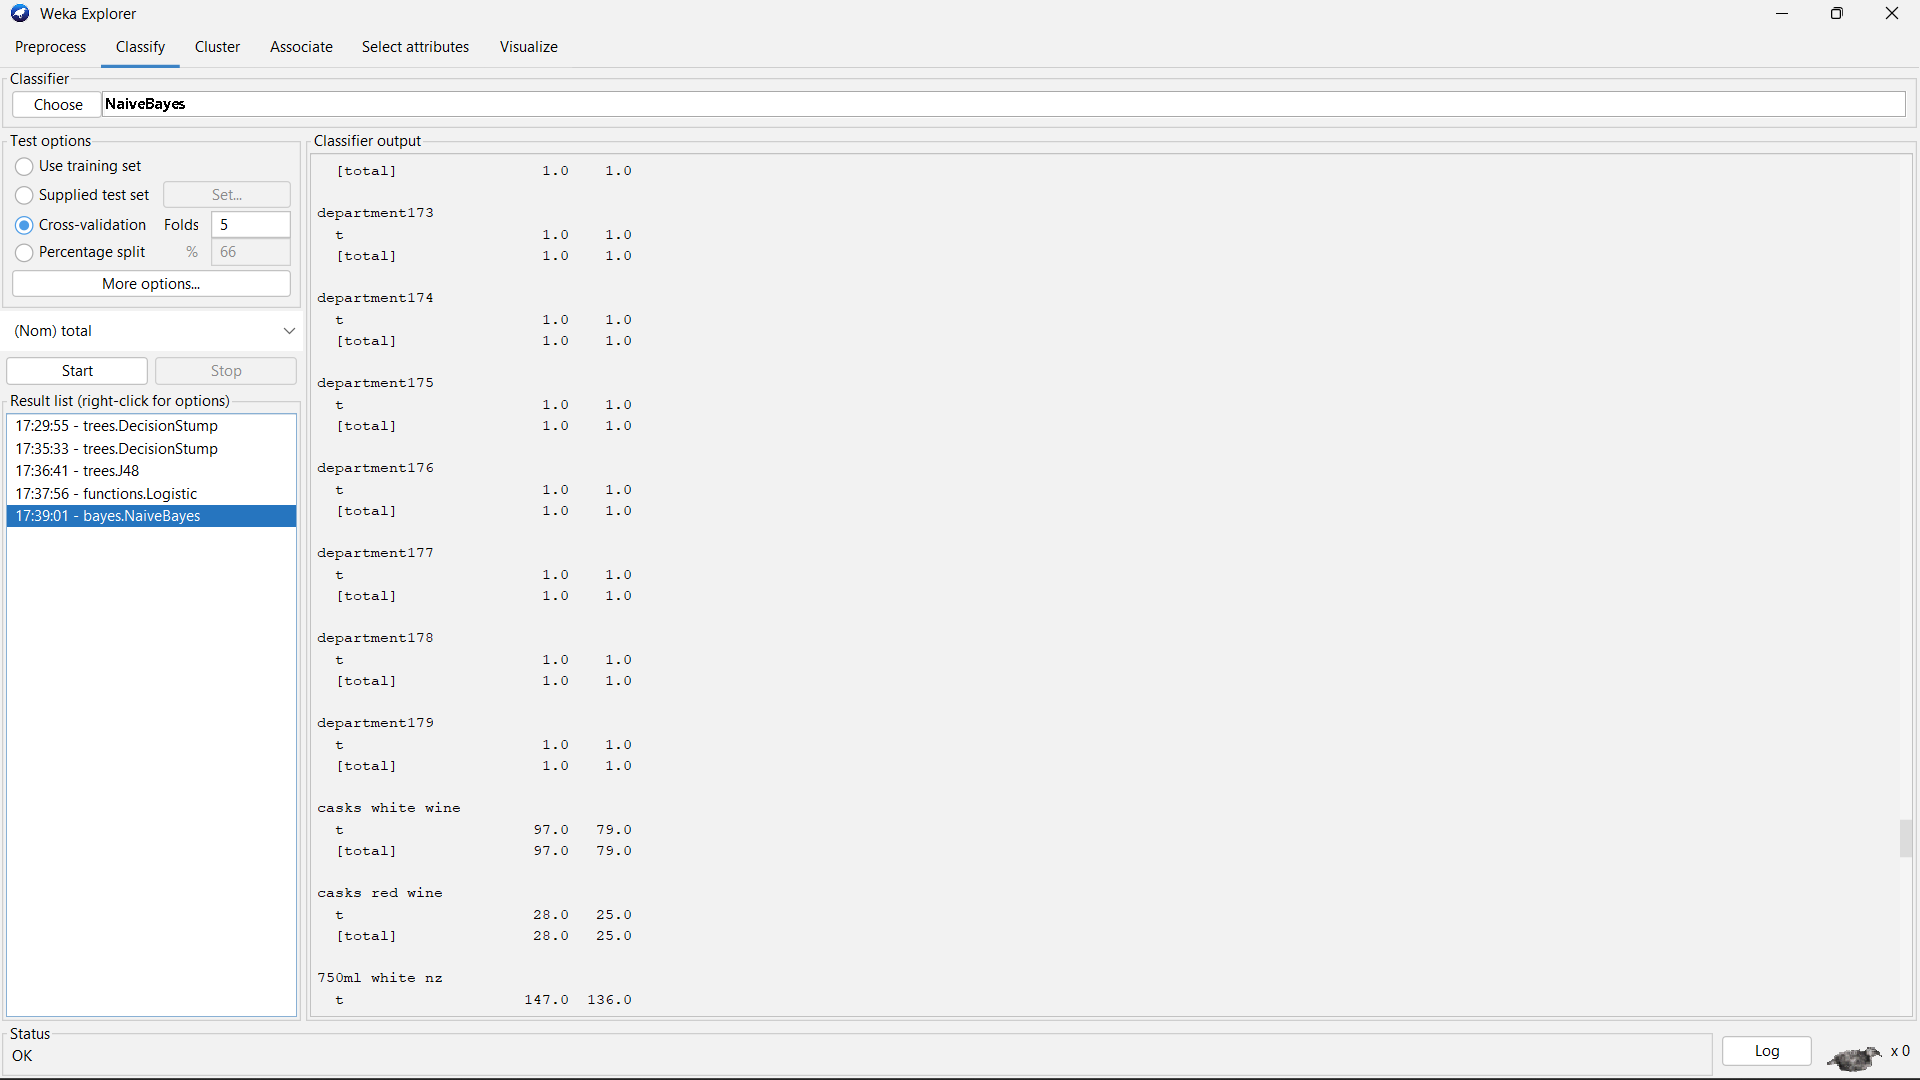 Weka Explorer
Preprocess Classify Cluster Associate Select attributes Visualize
Classifier
Choose NaiveBayes
Test options
Use training set
Supplied test set Set...
Cross-validation Folds 5
Percentage split % 66
More options...
(Nom) total
Start Stop
Result list (right-click for options)
17:29:55 - trees.DecisionStump
17:35:33 - trees.DecisionStump
17:36:41 - trees.J48
17:37:56 - functions.Logistic
17:39:01 - bayes.NaiveBayes
Classifier output
[total] 1.0 1.0
department173
t 1.0 1.0
[total] 1.0 1.0
department174
t 1.0 1.0
[total] 1.0 1.0
department175
t 1.0 1.0
[total] 1.0 1.0
department176
t 1.0 1.0
[total] 1.0 1.0
department177
t 1.0 1.0
[total] 1.0 1.0
department178
t 1.0 1.0
[total] 1.0 1.0
department179
t 1.0 1.0
[total] 1.0 1.0
casks white wine
t 97.0 79.0
[total] 97.0 79.0
casks red wine
t 28.0 25.0
[total] 28.0 25.0
750ml white nz
t 147.0 136.0
Status
OK
Log x 0